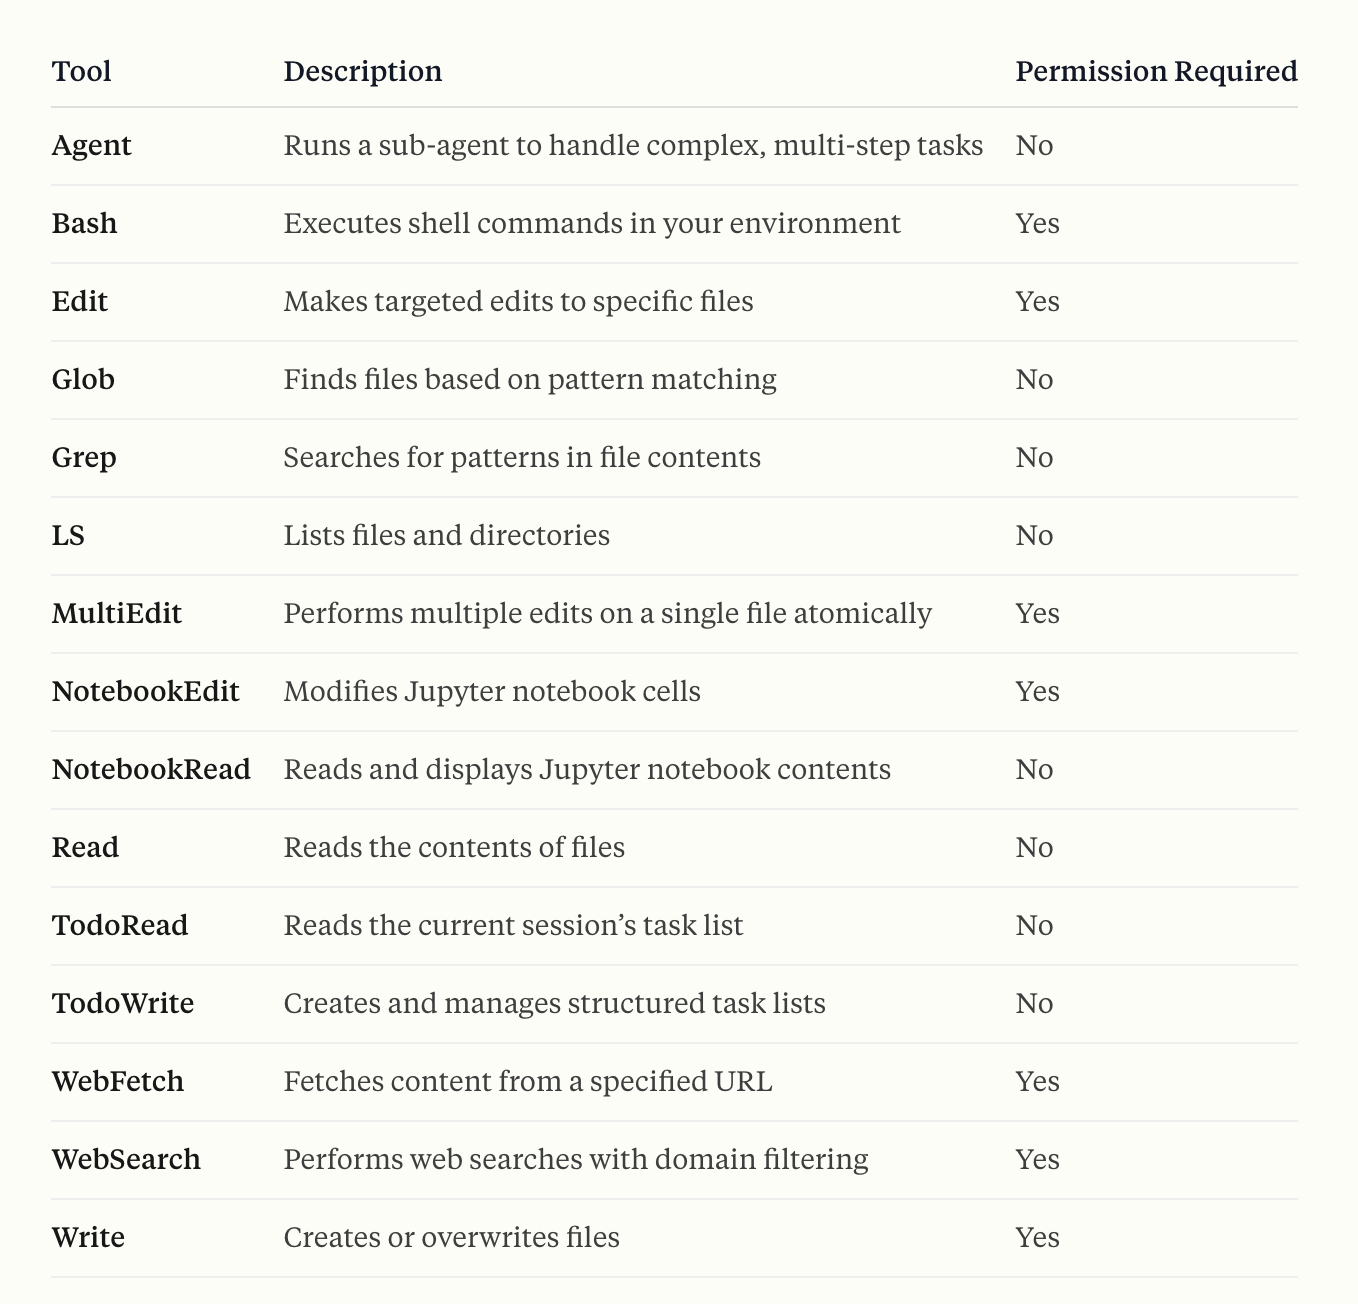 Tool Description Permission Required
Agent Runs a sub-agent to handle complex, multi-step tasks No
Bash Executes shell commands in your environment Yes
Edit Makes targeted edits to specific files Yes
Glob Finds files based on pattern matching No
Grep Searches for patterns in file contents No
LS Lists files and directories No
MultiEdit Performs multiple edits on a single file atomically Yes
NotebookEdit Modifies Jupyter notebook cells Yes
NotebookRead Reads and displays Jupyter notebook contents No
Read Reads the contents of files No
TodoRead Reads the current session’s task list No
TodoWrite Creates and manages structured task lists No
WebFetch Fetches content from a specified URL Yes
WebSearch Performs web searches with domain filtering Yes
Write Creates or overwrites files Yes